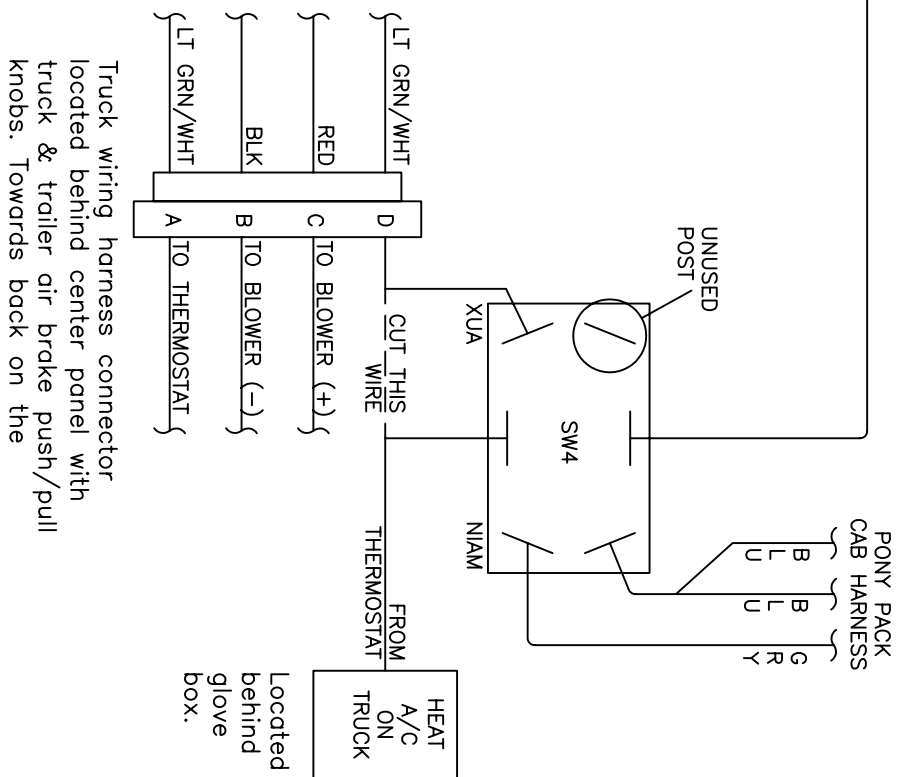 PONY PACK
CAB HARNESS
BLU
BLU
GRY
UNUSED
POST
SW4
XUA
NIAM
HEAT
A/C
ON
TRUCK
LT GRN/WHT
D
CUT THIS
WIRE
FROM
THERMOSTAT
RED
C
TO BLOWER (+)
BLK
B
TO BLOWER (-)
LT GRN/WHT
A
TO THERMOSTAT
Located
behind
glove
box.
Truck wiring harness connector
located behind center panel with
truck & trailer air brake push/pull
knobs. Towards back on the